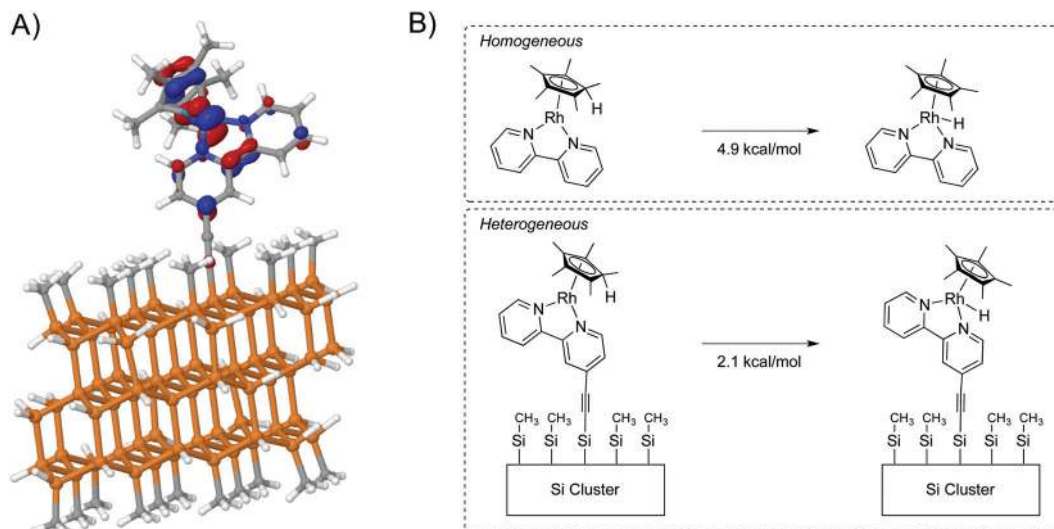 A)
B)
Homogeneous
H
Rh
N
N
4.9 kcal/mol
Rh
H
N
N
Heterogeneous
H
Rh
N
N
2.1 kcal/mol
Rh
H
N
N
CH3 CH3 CH3 CH3
Si Si Si Si Si
Si Cluster
CH3 CH3 CH3 CH3
Si Si Si Si Si
Si Cluster